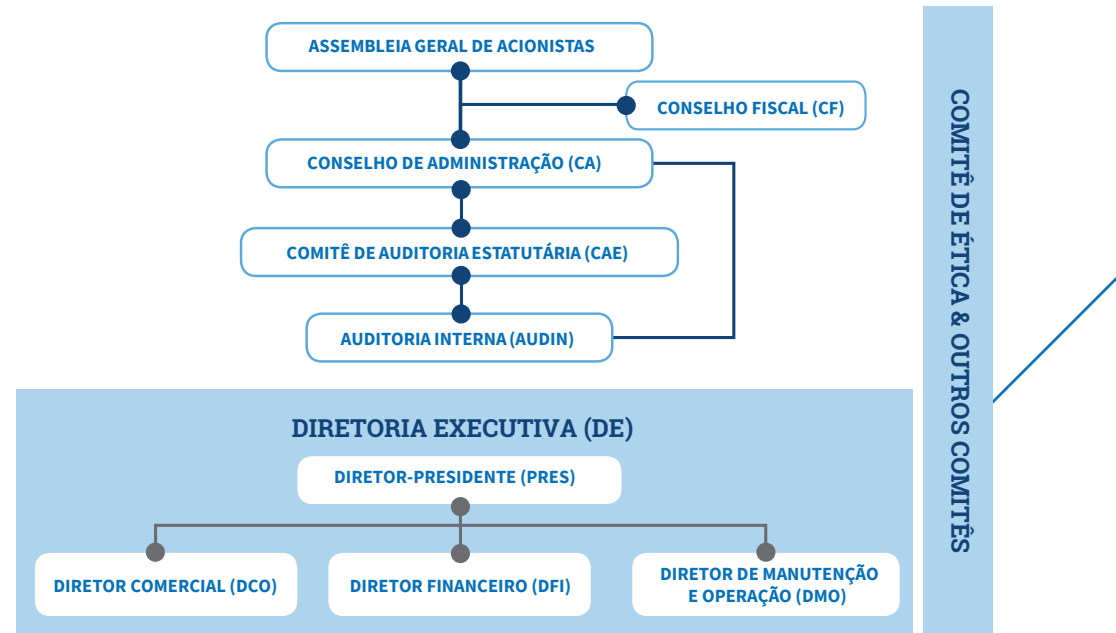 ASSEMBLEIA GERAL DE ACIONISTAS
CONSELHO FISCAL (CF)
CONSELHO DE ADMINISTRAÇÃO (CA)
COMITÊ DE AUDITORIA ESTATUTÁRIA (CAE)
AUDITORIA INTERNA (AUDIN)
DIRETORIA EXECUTIVA (DE)
DIRETOR-PRESIDENTE (PRES)
DIRETOR COMERCIAL (DCO)
DIRETOR FINANCEIRO (DFI)
DIRETOR DE MANUTENÇÃO
E OPERAÇÃO (DMO)
COMITÊ DE ÉTICA & OUTROS COMITÊS